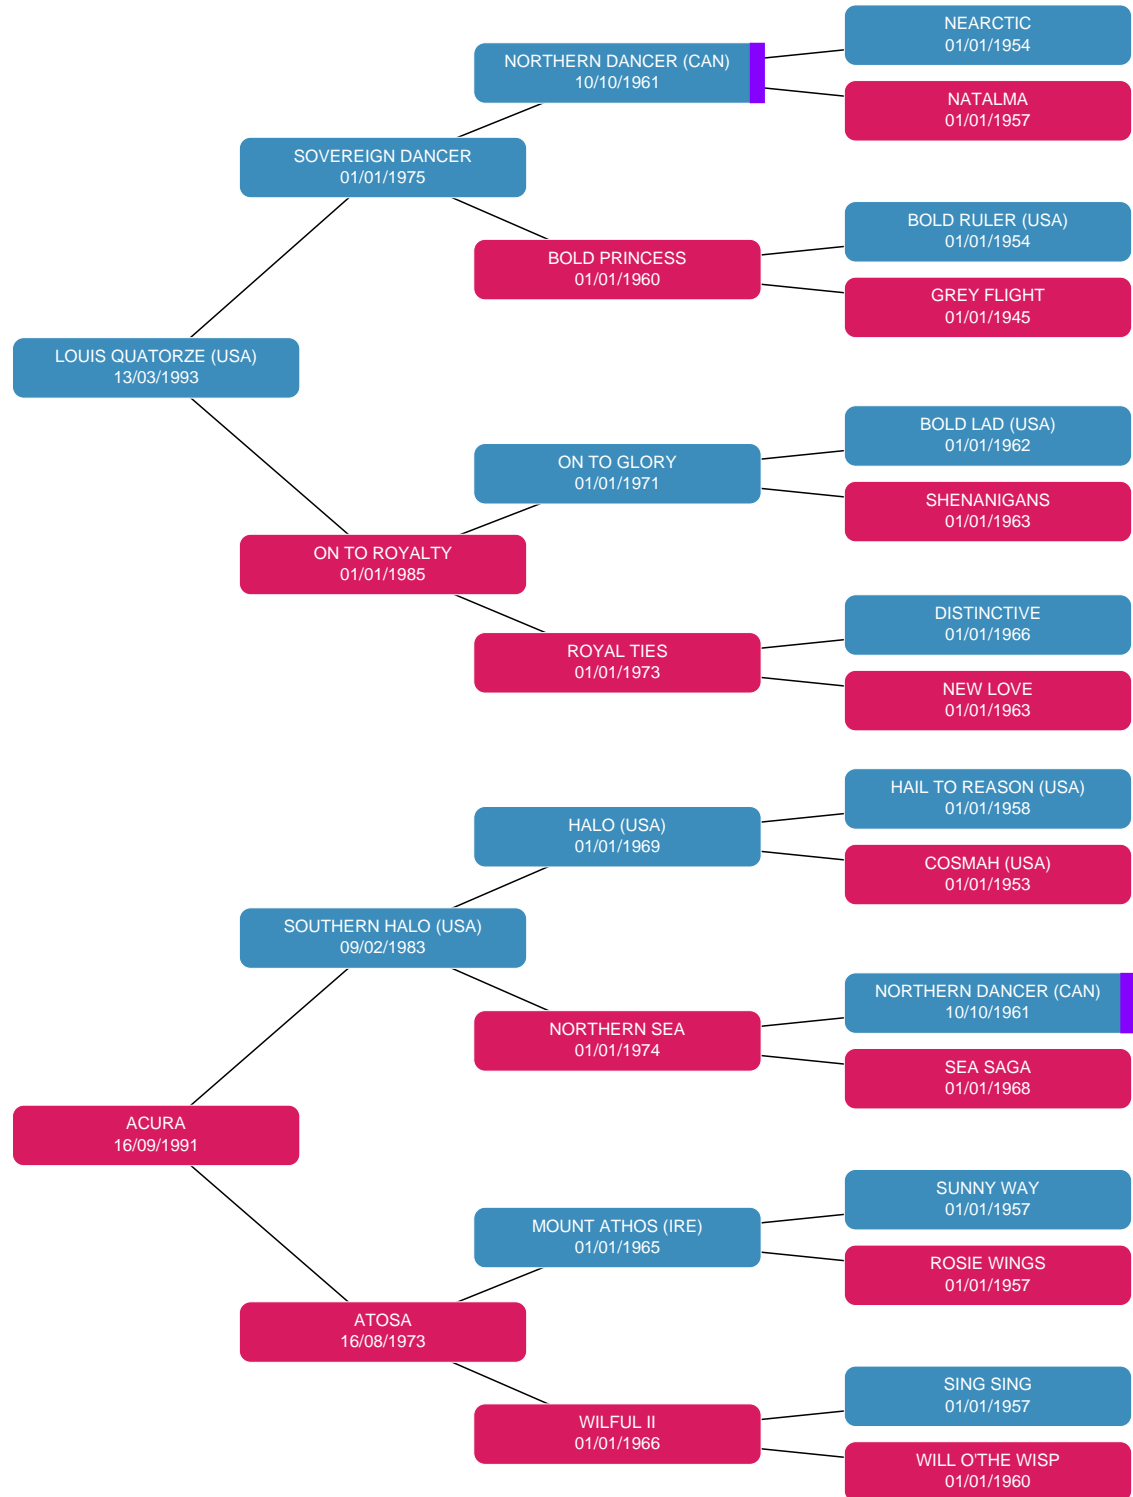 NEARCTIC
01/01/1954
NORTHERN DANCER (CAN)
10/10/1961
NATALMA
01/01/1957
SOVEREIGN DANCER
01/01/1975
BOLD RULER (USA)
01/01/1954
BOLD PRINCESS
01/01/1960
GREY FLIGHT
01/01/1945
LOUIS QUATORZE (USA)
13/03/1993
BOLD LAD (USA)
01/01/1962
ON TO GLORY
01/01/1971
SHENANIGANS
01/01/1963
ON TO ROYALTY
01/01/1985
DISTINCTIVE
01/01/1966
ROYAL TIES
01/01/1973
NEW LOVE
01/01/1963
HAIL TO REASON (USA)
01/01/1958
HALO (USA)
01/01/1969
COSMAH (USA)
01/01/1953
SOUTHERN HALO (USA)
09/02/1983
NORTHERN DANCER (CAN)
10/10/1961
NORTHERN SEA
01/01/1974
SEA SAGA
01/01/1968
ACURA
16/09/1991
SUNNY WAY
01/01/1957
MOUNT ATHOS (IRE)
01/01/1965
ROSIE WINGS
01/01/1957
ATOSA
16/08/1973
SING SING
01/01/1957
WILFUL II
01/01/1966
WILL O'THE WISP
01/01/1960